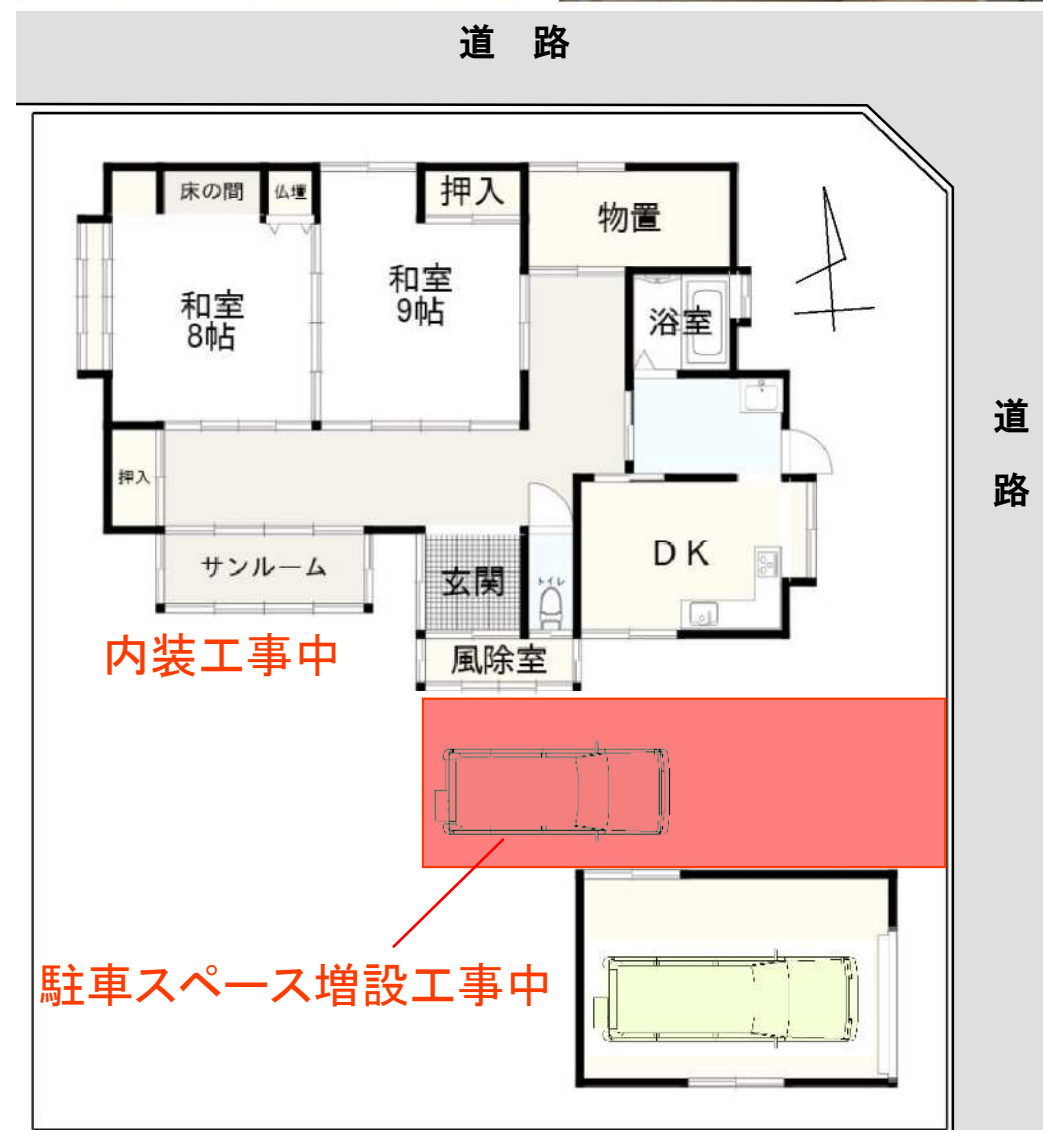 道 路
床の間
仏壇
押入
物置
和室
8帖
和室
9帖
浴室
道
路
押入
サンルーム
玄関
トイレ
DK
内装工事中
風除室
駐車スペース増設工事中